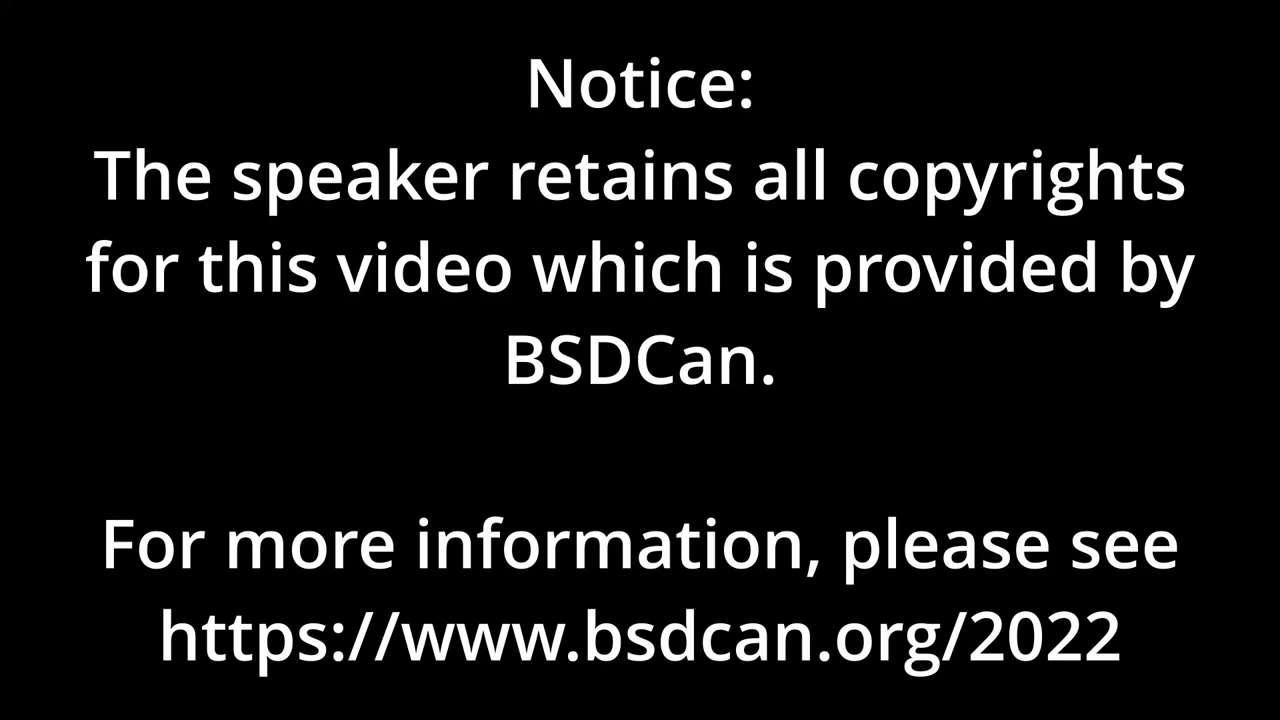 Notice:
The speaker retains all copyrights
for this video which is provided by
BSDCan.
For more information, please see
https://www.bsdcan.org/2022